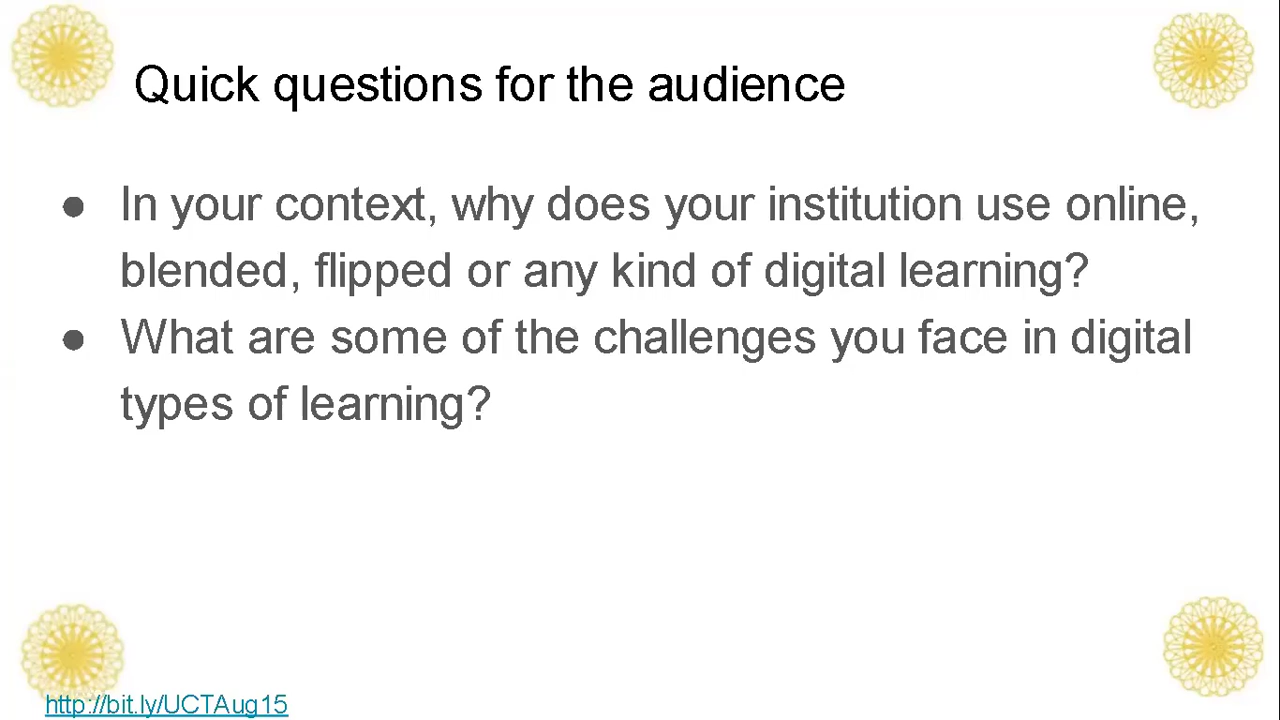 Quick questions for the audience
● In your context, why does your institution use online,
blended, flipped or any kind of digital learning?
● What are some of the challenges you face in digital
types of learning?
http://bit.ly/UCTAug15